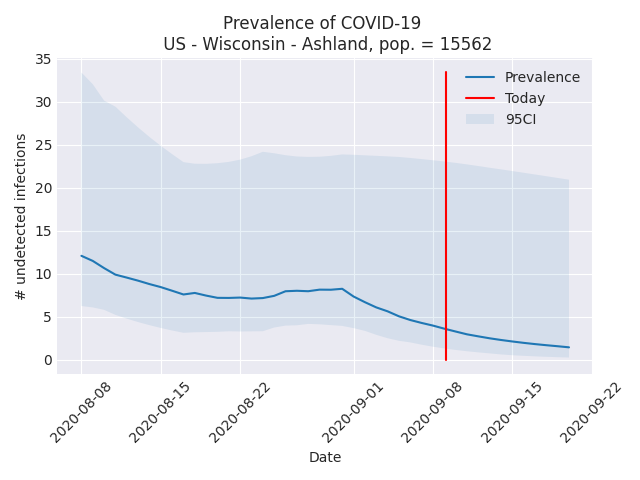 Prevalence of COVID-19
US - Wisconsin - Ashland, pop. = 15562
35
30
25
20
15
10
5
0
# undetected infections
Prevalence
Today
95CI
2020-08-08
2020-08-15
2020-08-22
2020-09-01
2020-09-08
2020-09-15
2020-09-22
Date